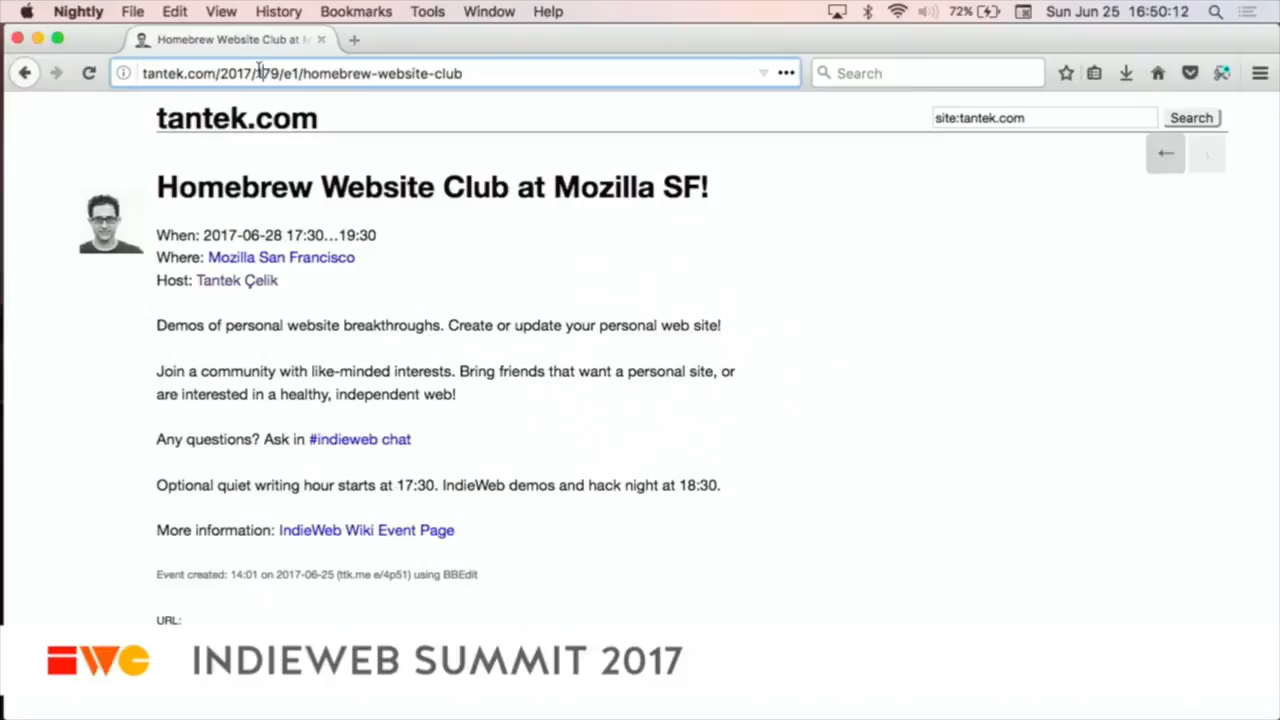 Nightly File Edit View History Bookmarks Tools Window Help 72% Sun Jun 25 16:50:12
Homebrew Website Club at M
tantek.com/2017/179/e1/homebrew-website-club Search
tantek.com site:tantek.com Search
←
Homebrew Website Club at Mozilla SF!
When: 2017-06-28 17:30…19:30
Where: Mozilla San Francisco
Host: Tantek Çelik
Demos of personal website breakthroughs. Create or update your personal web site!
Join a community with like-minded interests. Bring friends that want a personal site, or
are interested in a healthy, independent web!
Any questions? Ask in #indieweb chat
Optional quiet writing hour starts at 17:30. IndieWeb demos and hack night at 18:30.
More information: IndieWeb Wiki Event Page
Event created: 14:01 on 2017-06-25 (ttk.me e/4p51) using BBEdit
URL:
IWC INDIEWEB SUMMIT 2017